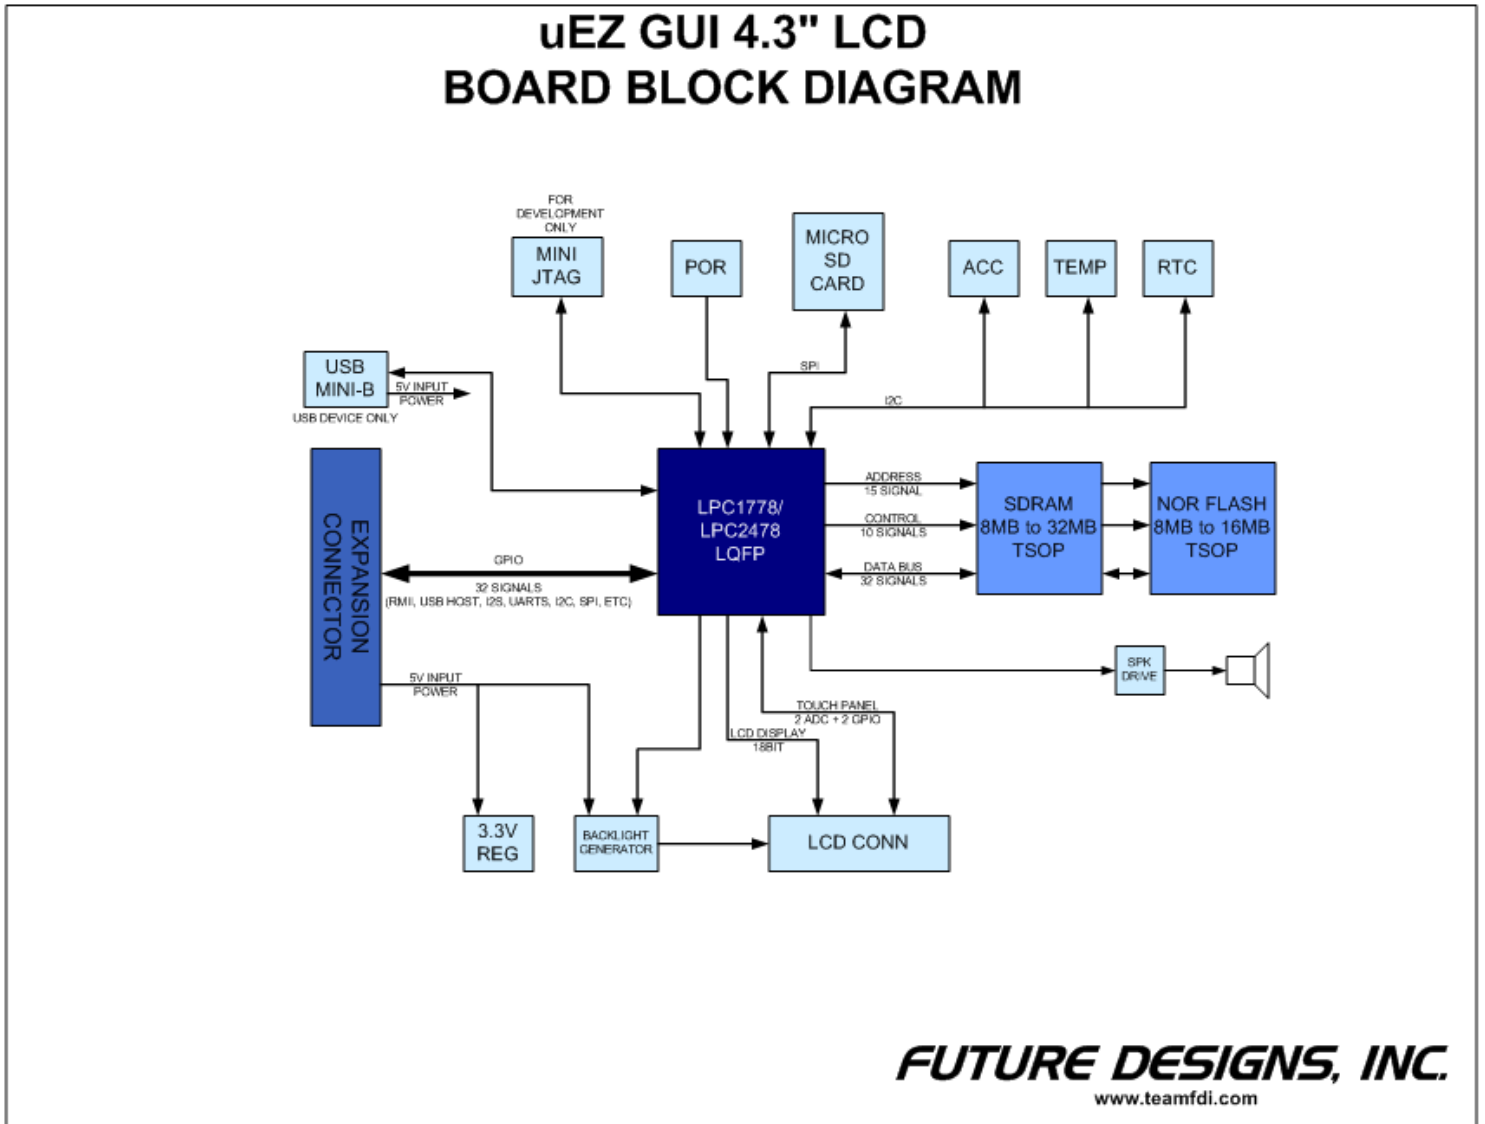 uEZ GUI 4.3" LCD
BOARD BLOCK DIAGRAM
FOR
DEVELOPMENT
ONLY
MINI
JTAG
POR
MICRO
SD
CARD
ACC
TEMP
RTC
USB
MINI-B
5V INPUT
POWER
USB DEVICE ONLY
SPI
I2C
EXPANSION
CONNECTOR
GPIO
32 SIGNALS
(RMII, USB HOST, I2S, UARTS, I2C, SPI, ETC)
LPC1778/
LPC2478
LQFP
ADDRESS
15 SIGNAL
CONTROL
10 SIGNALS
DATA BUS
32 SIGNALS
SDRAM
8MB to 32MB
TSOP
NOR FLASH
8MB to 16MB
TSOP
5V INPUT
POWER
SPK
DRIVE
TOUCH PANEL
2 ADC + 2 GPIO
LCD DISPLAY
18BIT
3.3V
REG
BACKLIGHT
GENERATOR
LCD CONN
FUTURE DESIGNS, INC.
www.teamfdi.com